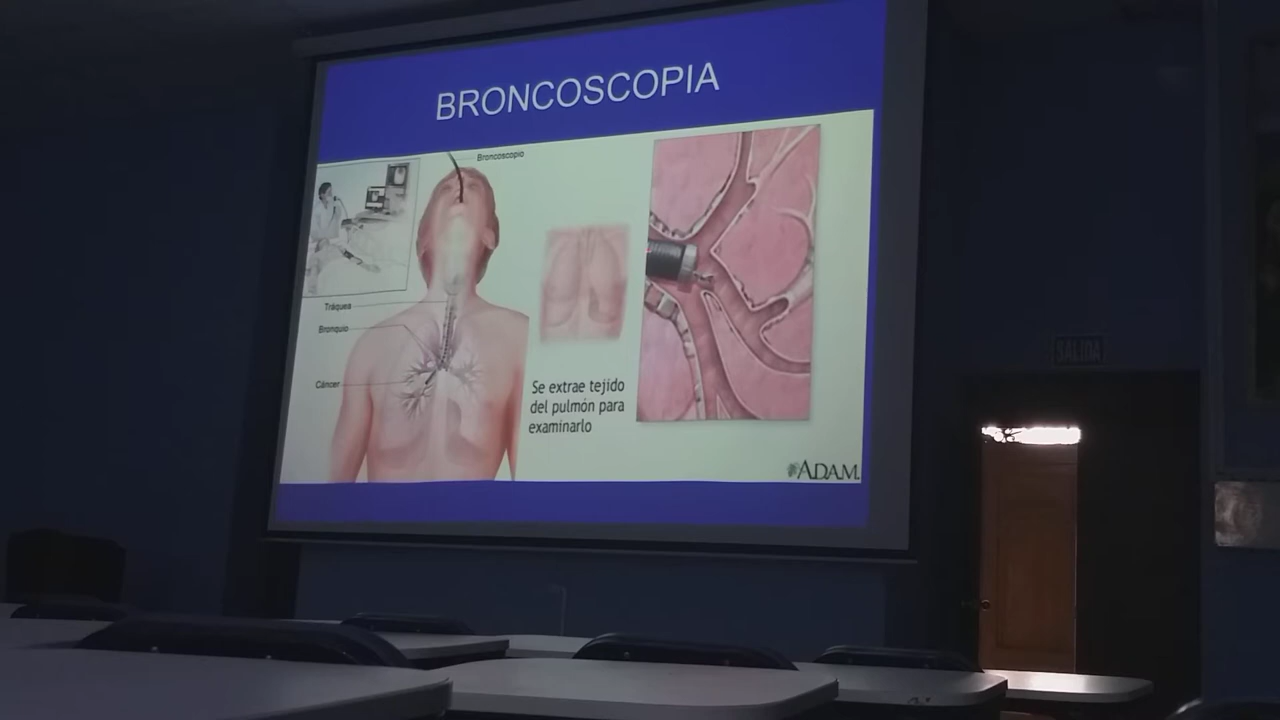 BRONCOSCOPIA
Broncoscopio
Tráquea
Bronquio
Cáncer
Se extrae tejido
del pulmón para
examinarlo
ADAM.
SALIDA